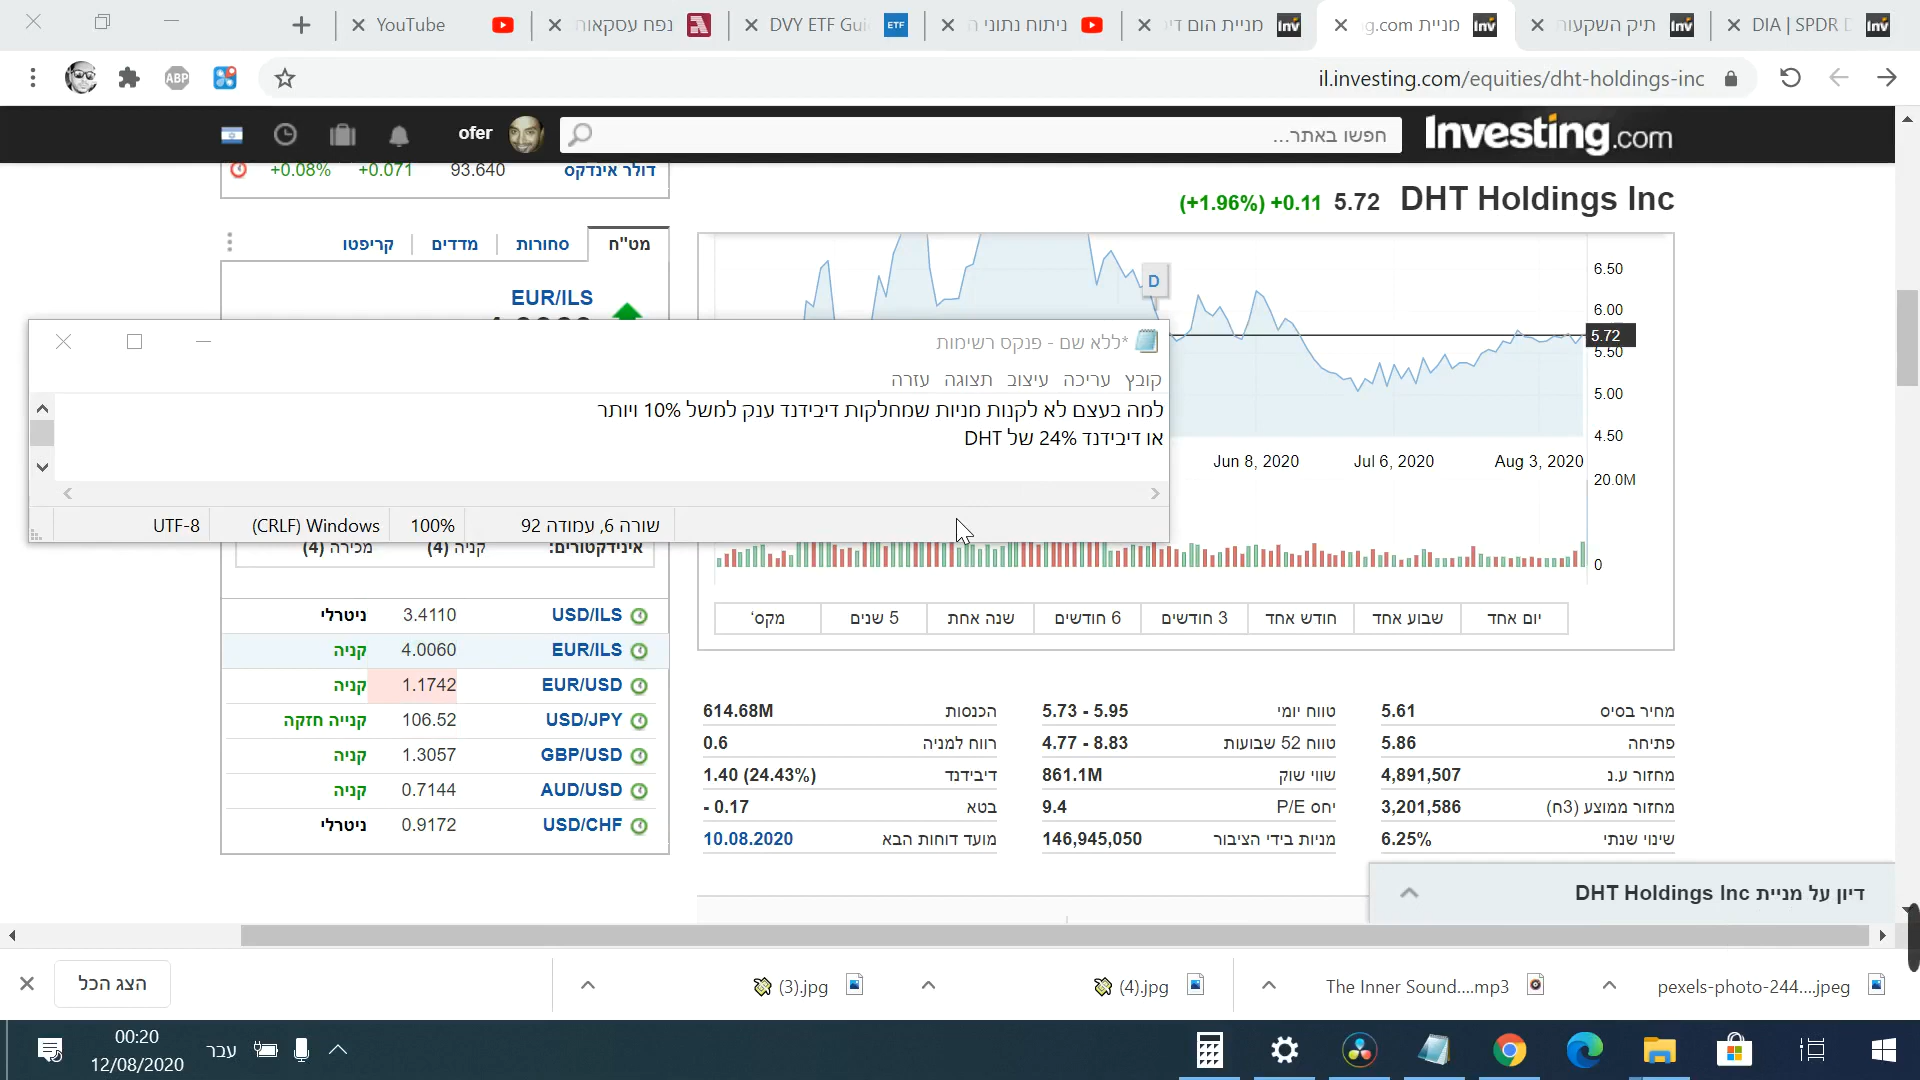 DIA | SPDR D
תיק השקעות
מניית g.com
מניית הום דיפ
ניתוח נתוני ה
DVY ETF Gui
נפח עסקאות
YouTube
il.investing.com/equities/dht-holdings-inc
ABP
Investing.com
חפשו באתר...
ofer
DHT Holdings Inc 5.72 +0.11 (+1.96%)
דולר אינדקס 93.640 +0.071 +0.08%
מט"ח
סחורות
מדדים
קריפטו
EUR/ILS
D
6.50
6.00
5.72
5.50
5.00
4.50
Jun 8, 2020
Jul 6, 2020
Aug 3, 2020
20.0M
0
*ללא שם - פנקס רשימות
קובץ עריכה עיצוב תצוגה עזרה
למה בעצם לא לקנות מניות שמחלקות דיבידנד ענק למשל 10% ויותר
או דיבידנד 24% של DHT
שורה 6, עמודה 92
100%
Windows (CRLF)
UTF-8
אינדיקטורים: קניה (4) מכירה (4)
USD/ILS 3.4110 ניטרלי
EUR/ILS 4.0060 קניה
EUR/USD 1.1742 קניה
USD/JPY 106.52 קנייה חזקה
GBP/USD 1.3057 קניה
AUD/USD 0.7144 קניה
USD/CHF 0.9172 ניטרלי
יום אחד
שבוע אחד
חודש אחד
3 חודשים
6 חודשים
שנה אחת
5 שנים
מקס'
מחיר בסיס 5.61 טווח יומי 5.73 - 5.95 הכנסות 614.68M
פתיחה 5.86 טווח 52 שבועות 4.77 - 8.83 רווח למניה 0.6
מחזור ע.נ 4,891,507 שווי שוק 861.1M דיבידנד 1.40 (24.43%)
מחזור ממוצע (3ח) 3,201,586 יחס P/E 9.4 בטא - 0.17
שינוי שנתי 6.25% מניות בידי הציבור 146,945,050 מועד דוחות הבא 10.08.2020
דיון על מניית DHT Holdings Inc
pexels-photo-244....jpeg
The Inner Sound....mp3
(4).jpg
(3).jpg
הצג הכל
עבר
00:20
12/08/2020